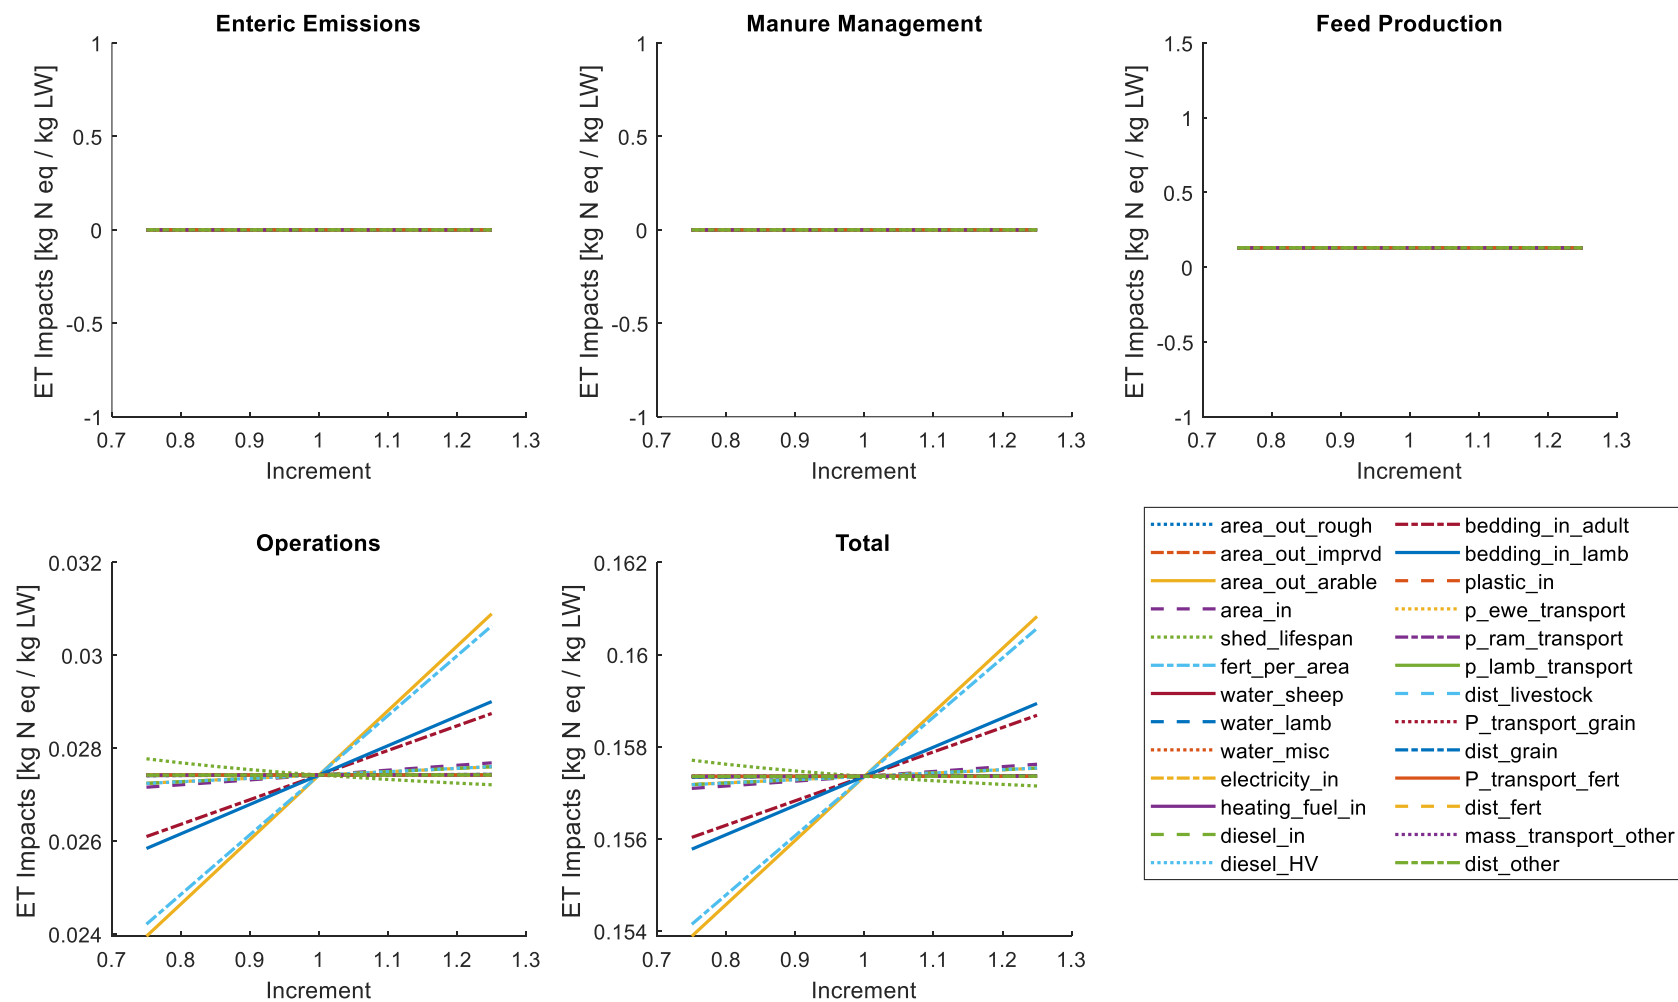 Enteric Emissions
1
0.5
0
-0.5
-1
0.7 0.8 0.9 1 1.1 1.2 1.3
Increment
ET Impacts [kg N eq / kg LW]
Manure Management
1
0.5
0
-0.5
-1
0.7 0.8 0.9 1 1.1 1.2 1.3
Increment
ET Impacts [kg N eq / kg LW]
Feed Production
1.5
1
0.5
0
-0.5
-1
0.7 0.8 0.9 1 1.1 1.2 1.3
Increment
ET Impacts [kg N eq / kg LW]
Operations
0.032
0.03
0.028
0.026
0.024
0.7 0.8 0.9 1 1.1 1.2 1.3
Increment
ET Impacts [kg N eq / kg LW]
Total
0.162
0.16
0.158
0.156
0.154
0.7 0.8 0.9 1 1.1 1.2 1.3
Increment
ET Impacts [kg N eq / kg LW]
area_out_rough
area_out_imprvd
area_out_arable
area_in
shed_lifespan
fert_per_area
water_sheep
water_lamb
water_misc
electricity_in
heating_fuel_in
diesel_in
diesel_HV
bedding_in_adult
bedding_in_lamb
plastic_in
p_ewe_transport
p_ram_transport
p_lamb_transport
dist_livestock
P_transport_grain
dist_grain
P_transport_fert
dist_fert
mass_transport_other
dist_other